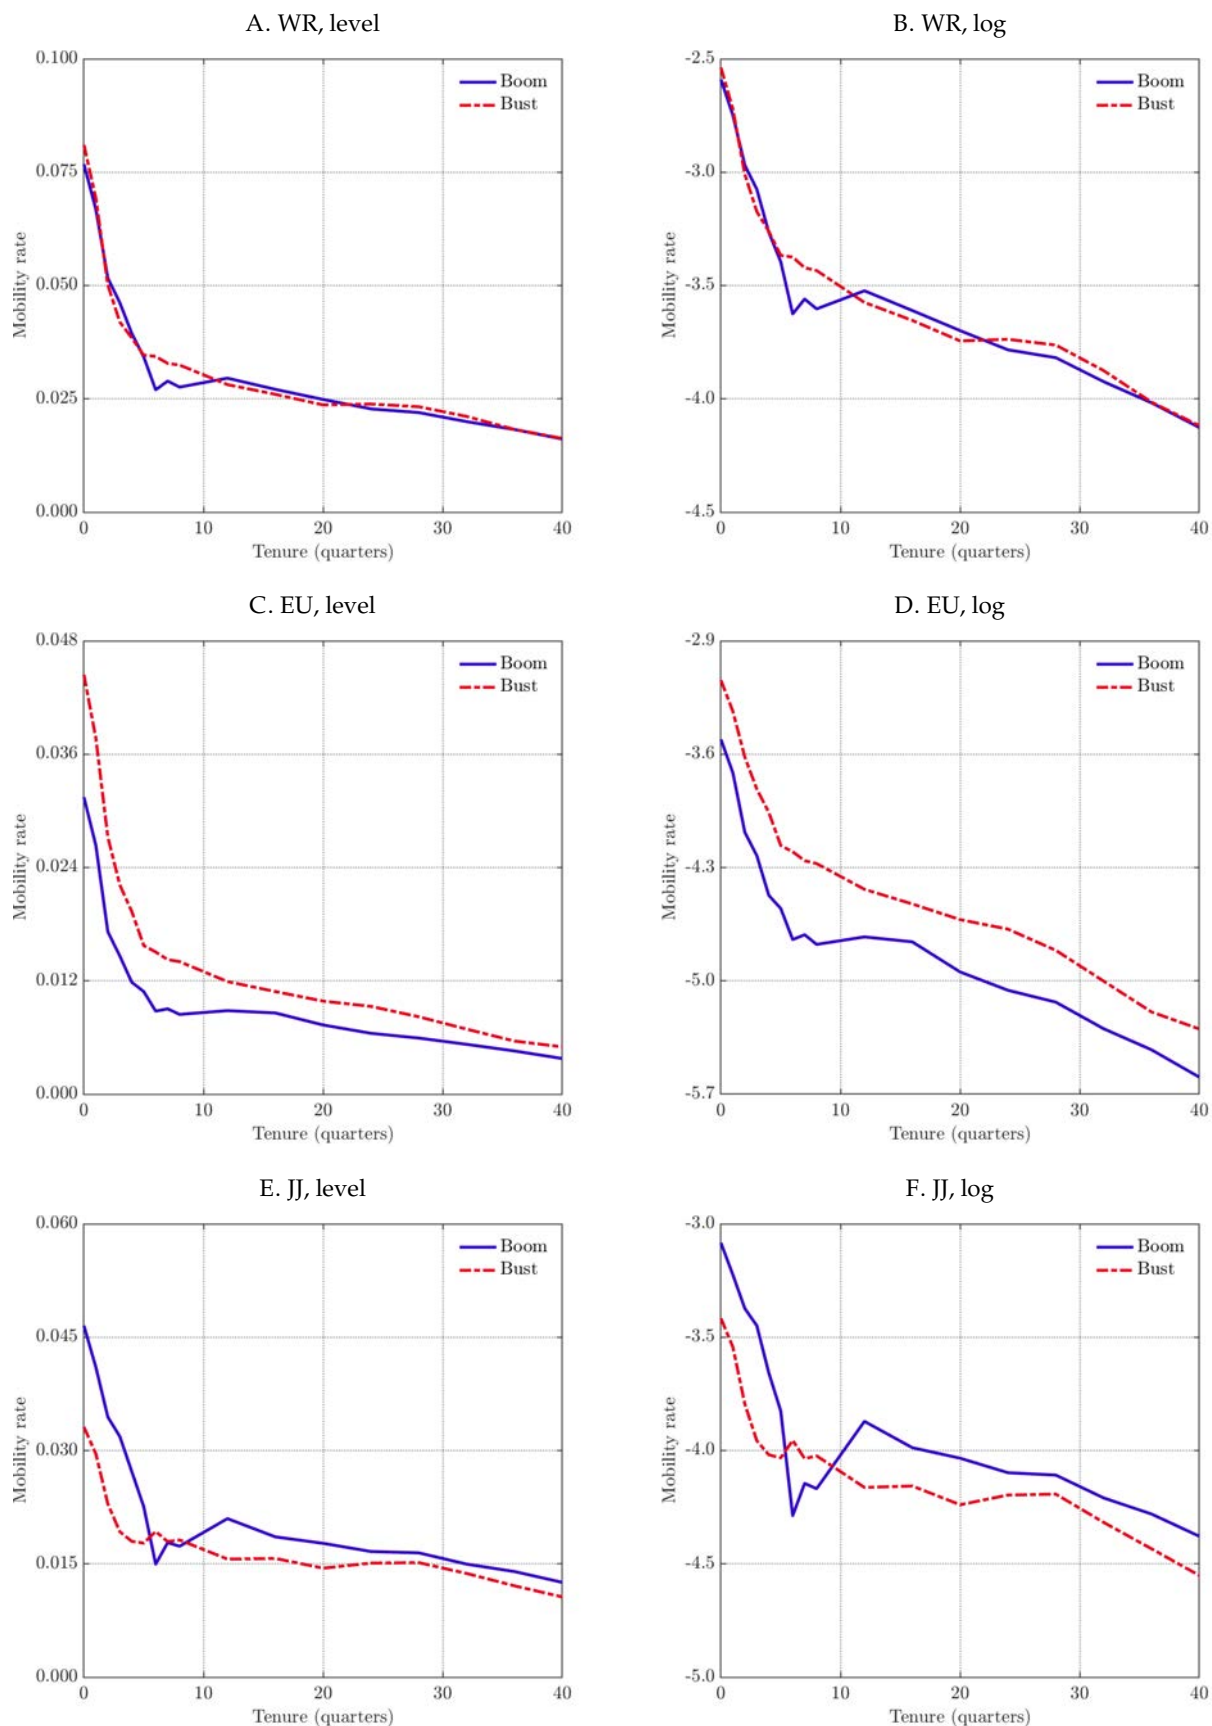 A. WR, level
0.100
0.075
0.050
0.025
0.000
Mobility rate
Boom
Bust
0 10 20 30 40
Tenure (quarters)
B. WR, log
-2.5
-3.0
-3.5
-4.0
-4.5
Mobility rate
Boom
Bust
0 10 20 30 40
Tenure (quarters)
C. EU, level
0.048
0.036
0.024
0.012
0.000
Mobility rate
Boom
Bust
0 10 20 30 40
Tenure (quarters)
D. EU, log
-2.9
-3.6
-4.3
-5.0
-5.7
Mobility rate
Boom
Bust
0 10 20 30 40
Tenure (quarters)
E. JJ, level
0.060
0.045
0.030
0.015
0.000
Mobility rate
Boom
Bust
0 10 20 30 40
Tenure (quarters)
F. JJ, log
-3.0
-3.5
-4.0
-4.5
-5.0
Mobility rate
Boom
Bust
0 10 20 30 40
Tenure (quarters)